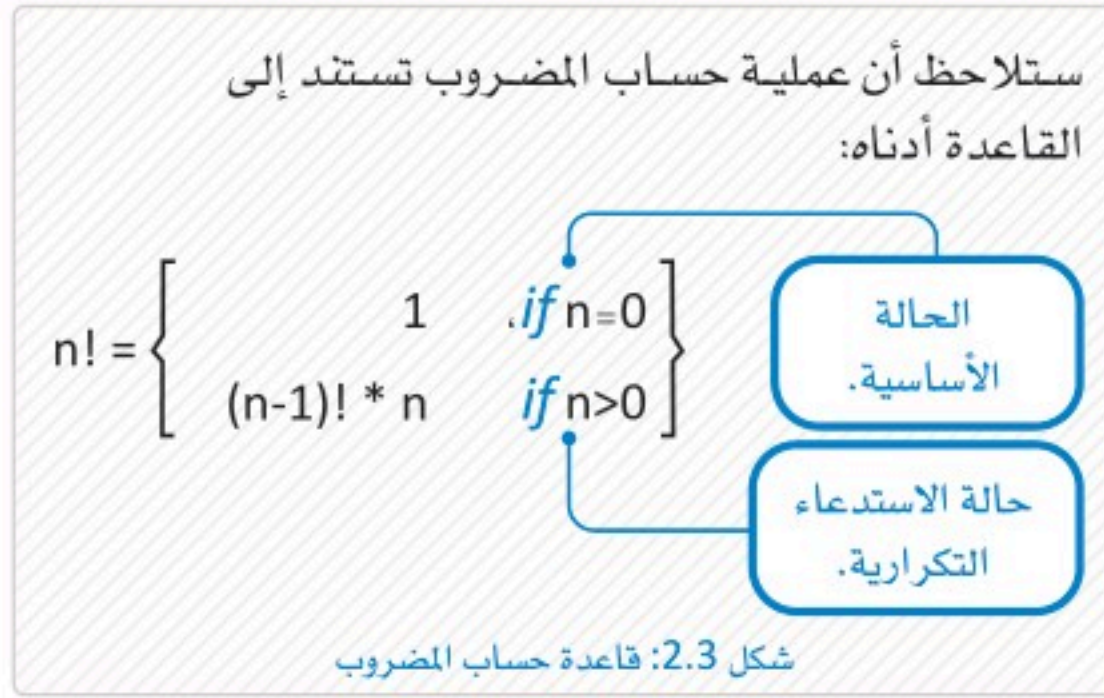 ستلاحظ أن عملية حساب المضروب تستند إلى
القاعدة أدناه:
n! = { 1 ، if n=0
(n-1)! * n if n>0 }
الحالة
الأساسية.
حالة الاستدعاء
التكرارية.
شكل 2.3: قاعدة حساب المضروب